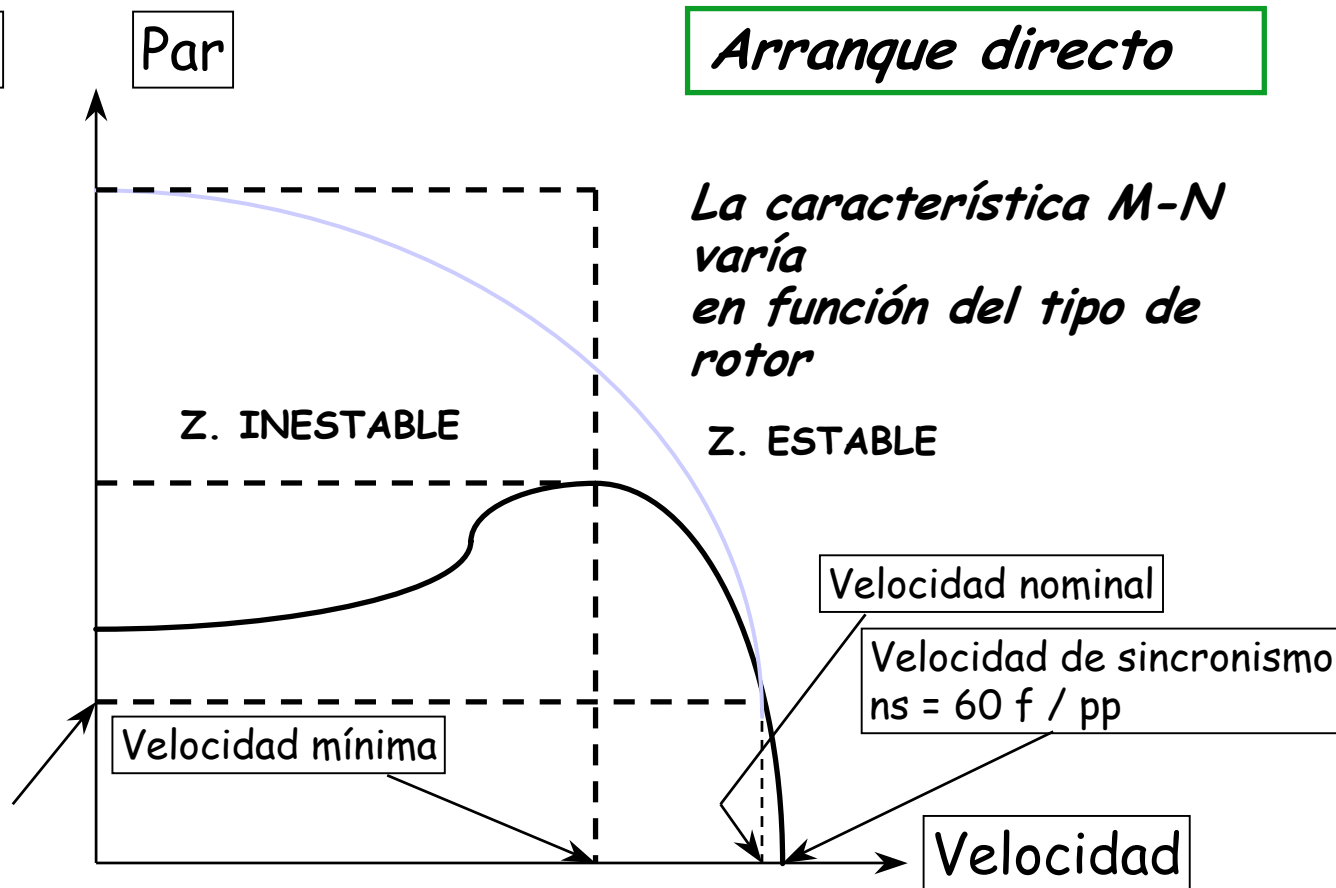 Par
Arranque directo
La característica M-N
varía
en función del tipo de
rotor
Z. INESTABLE
Z. ESTABLE
Velocidad nominal
Velocidad de sincronismo
ns = 60 f / pp
Velocidad mínima
Velocidad